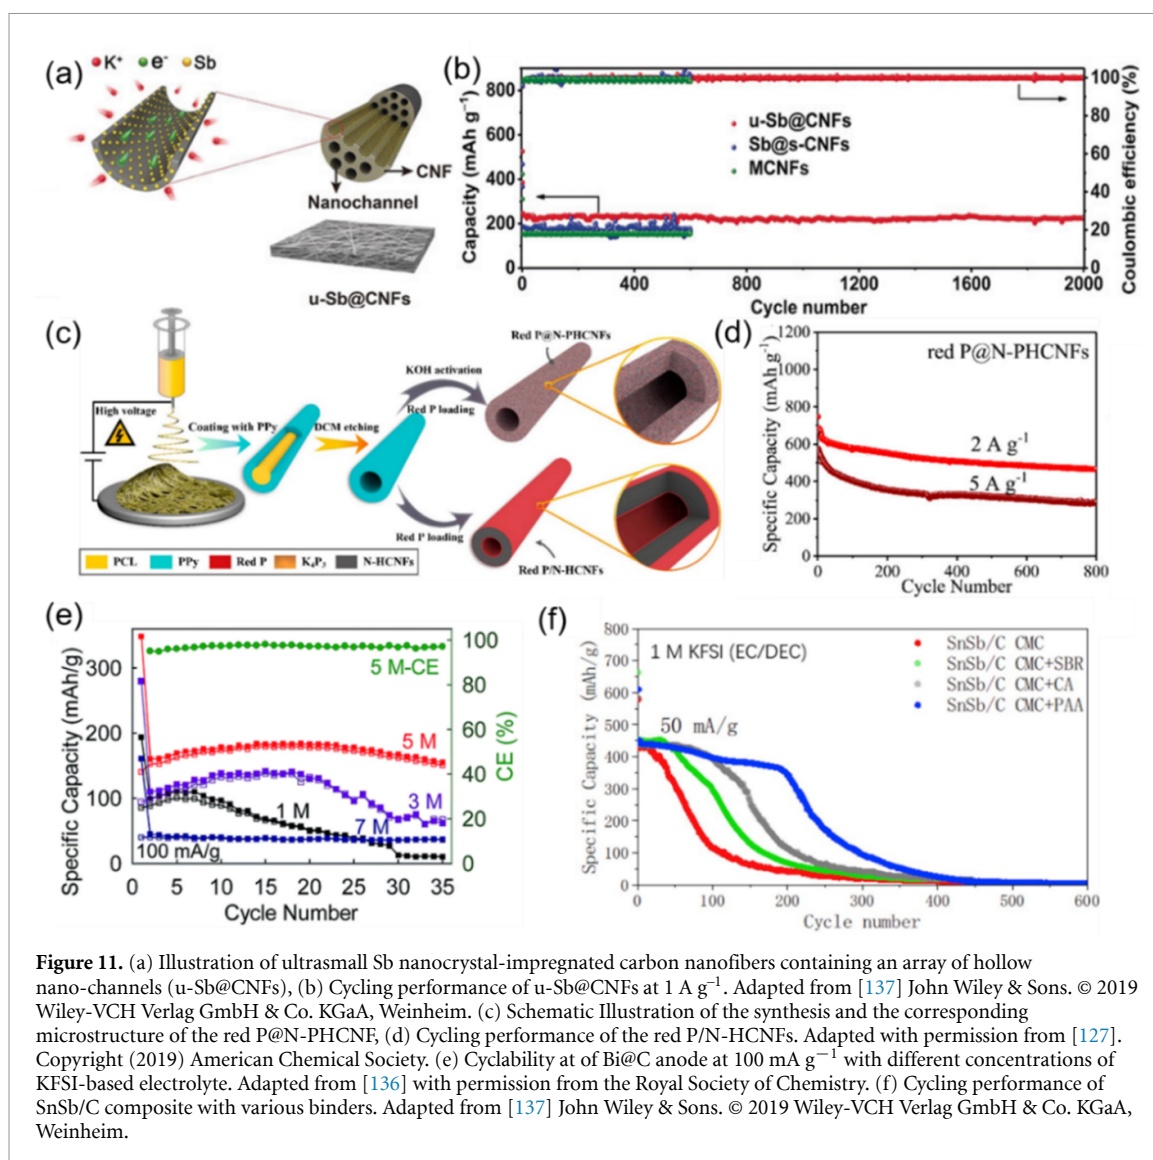 (a)
K⁺ e⁻ Sb
CNF
Nanochannel
u-Sb@CNFs
(b)
Capacity (mAh g⁻¹)
800
600
400
200
0
u-Sb@CNFs
Sb@s-CNFs
MCNFs
100
80
60
40
20
0
Coulombic efficiency (%)
0 400 800 1200 1600 2000
Cycle number
(c)
High voltage
Coating with PPy
DCM etching
KOH activation
Red P loading
Red P@N-PHCNFs
Red P loading
Red P/N-HCNFs
PCL PPy Red P K₄P₃ N-HCNFs
(d)
Specific Capacity (mAh g⁻¹)
1200
1000
800
600
400
200
0
red P@N-PHCNFs
2 A g⁻¹
5 A g⁻¹
0 200 400 600 800
Cycle Number
(e)
Specific Capacity (mAh/g)
300
200
100
0
5 M-CE
5 M
3 M
1 M
7 M
100 mA/g
100
80
60
40
20
0
CE (%)
0 5 10 15 20 25 30 35
Cycle Number
(f)
Specific Capacity (mAh/g)
800
700
600
500
400
300
200
100
0
1 M KFSI (EC/DEC)
50 mA/g
SnSb/C CMC
SnSb/C CMC+SBR
SnSb/C CMC+CA
SnSb/C CMC+PAA
0 100 200 300 400 500 600
Cycle number
Figure 11. (a) Illustration of ultrasmall Sb nanocrystal-impregnated carbon nanofibers containing an array of hollow
nano-channels (u-Sb@CNFs), (b) Cycling performance of u-Sb@CNFs at 1 A g⁻¹. Adapted from [137] John Wiley & Sons. © 2019
Wiley-VCH Verlag GmbH & Co. KGaA, Weinheim. (c) Schematic Illustration of the synthesis and the corresponding
microstructure of the red P@N-PHCNF, (d) Cycling performance of the red P/N-HCNFs. Adapted with permission from [127].
Copyright (2019) American Chemical Society. (e) Cyclability at of Bi@C anode at 100 mA g⁻¹ with different concentrations of
KFSI-based electrolyte. Adapted from [136] with permission from the Royal Society of Chemistry. (f) Cycling performance of
SnSb/C composite with various binders. Adapted from [137] John Wiley & Sons. © 2019 Wiley-VCH Verlag GmbH & Co. KGaA,
Weinheim.